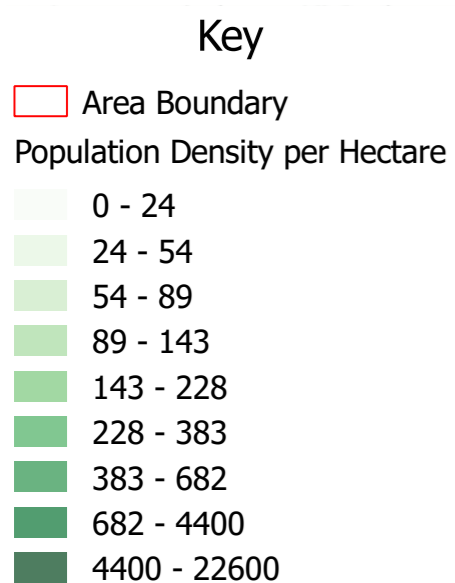 Key
Area Boundary
Population Density per Hectare
0 - 24
24 - 54
54 - 89
89 - 143
143 - 228
228 - 383
383 - 682
682 - 4400
4400 - 22600